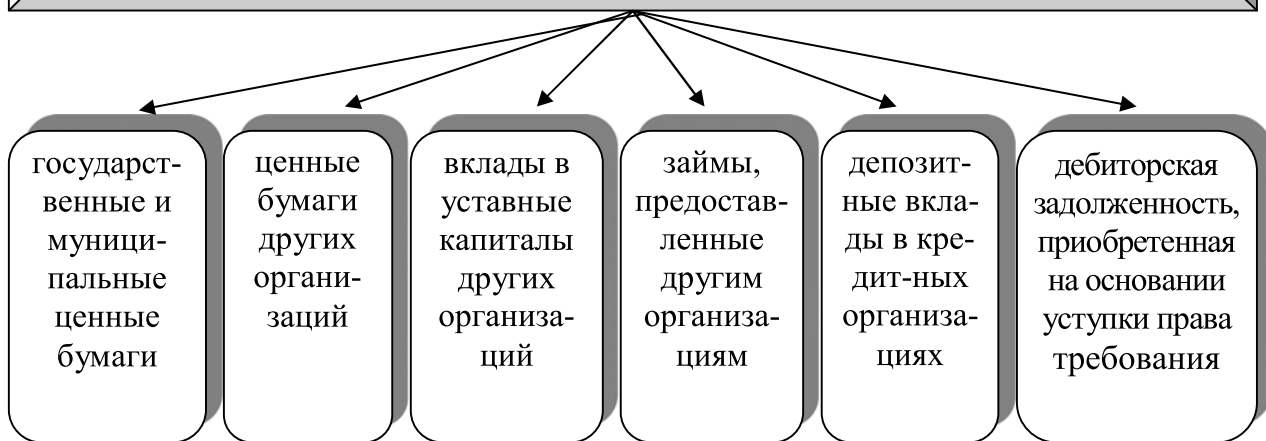 государст-
венные и
муници-
пальные
ценные
бумаги
ценные
бумаги
других
органи-
заций
вклады в
уставные
капиталы
других
организа-
ций
займы,
предостав-
ленные
другим
организа-
циям
депозит-
ные вкла-
ды в кре-
дит-ных
организа-
циях
дебиторская
задолженность,
приобретенная
на основании
уступки права
требования